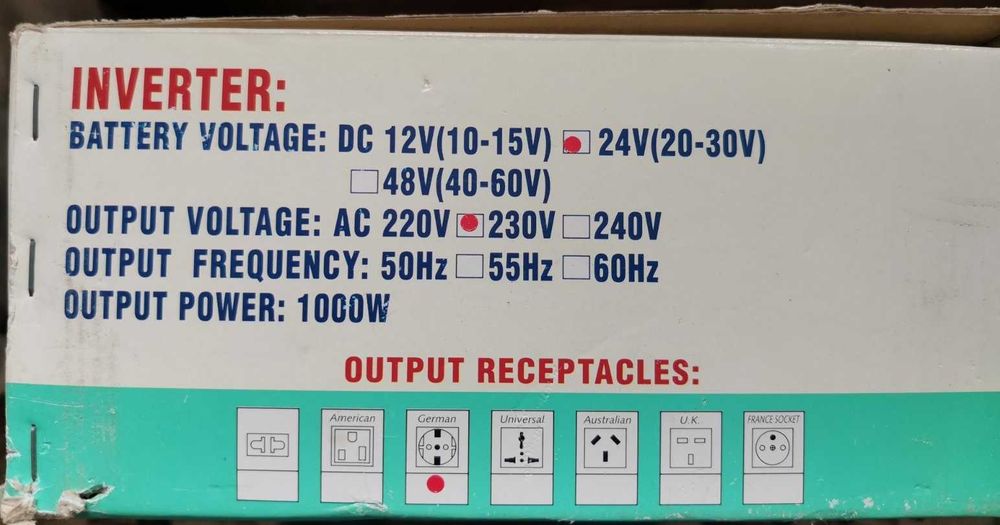 INVERTER:
BATTERY VOLTAGE: DC 12V(10-15V) 24V(20-30V)
48V(40-60V)
OUTPUT VOLTAGE: AC 220V 230V 240V
OUTPUT FREQUENCY: 50Hz 55Hz 60Hz
OUTPUT POWER: 1000W
OUTPUT RECEPTACLES:
American German Universal Australian U.K. FRANCE SOCKET